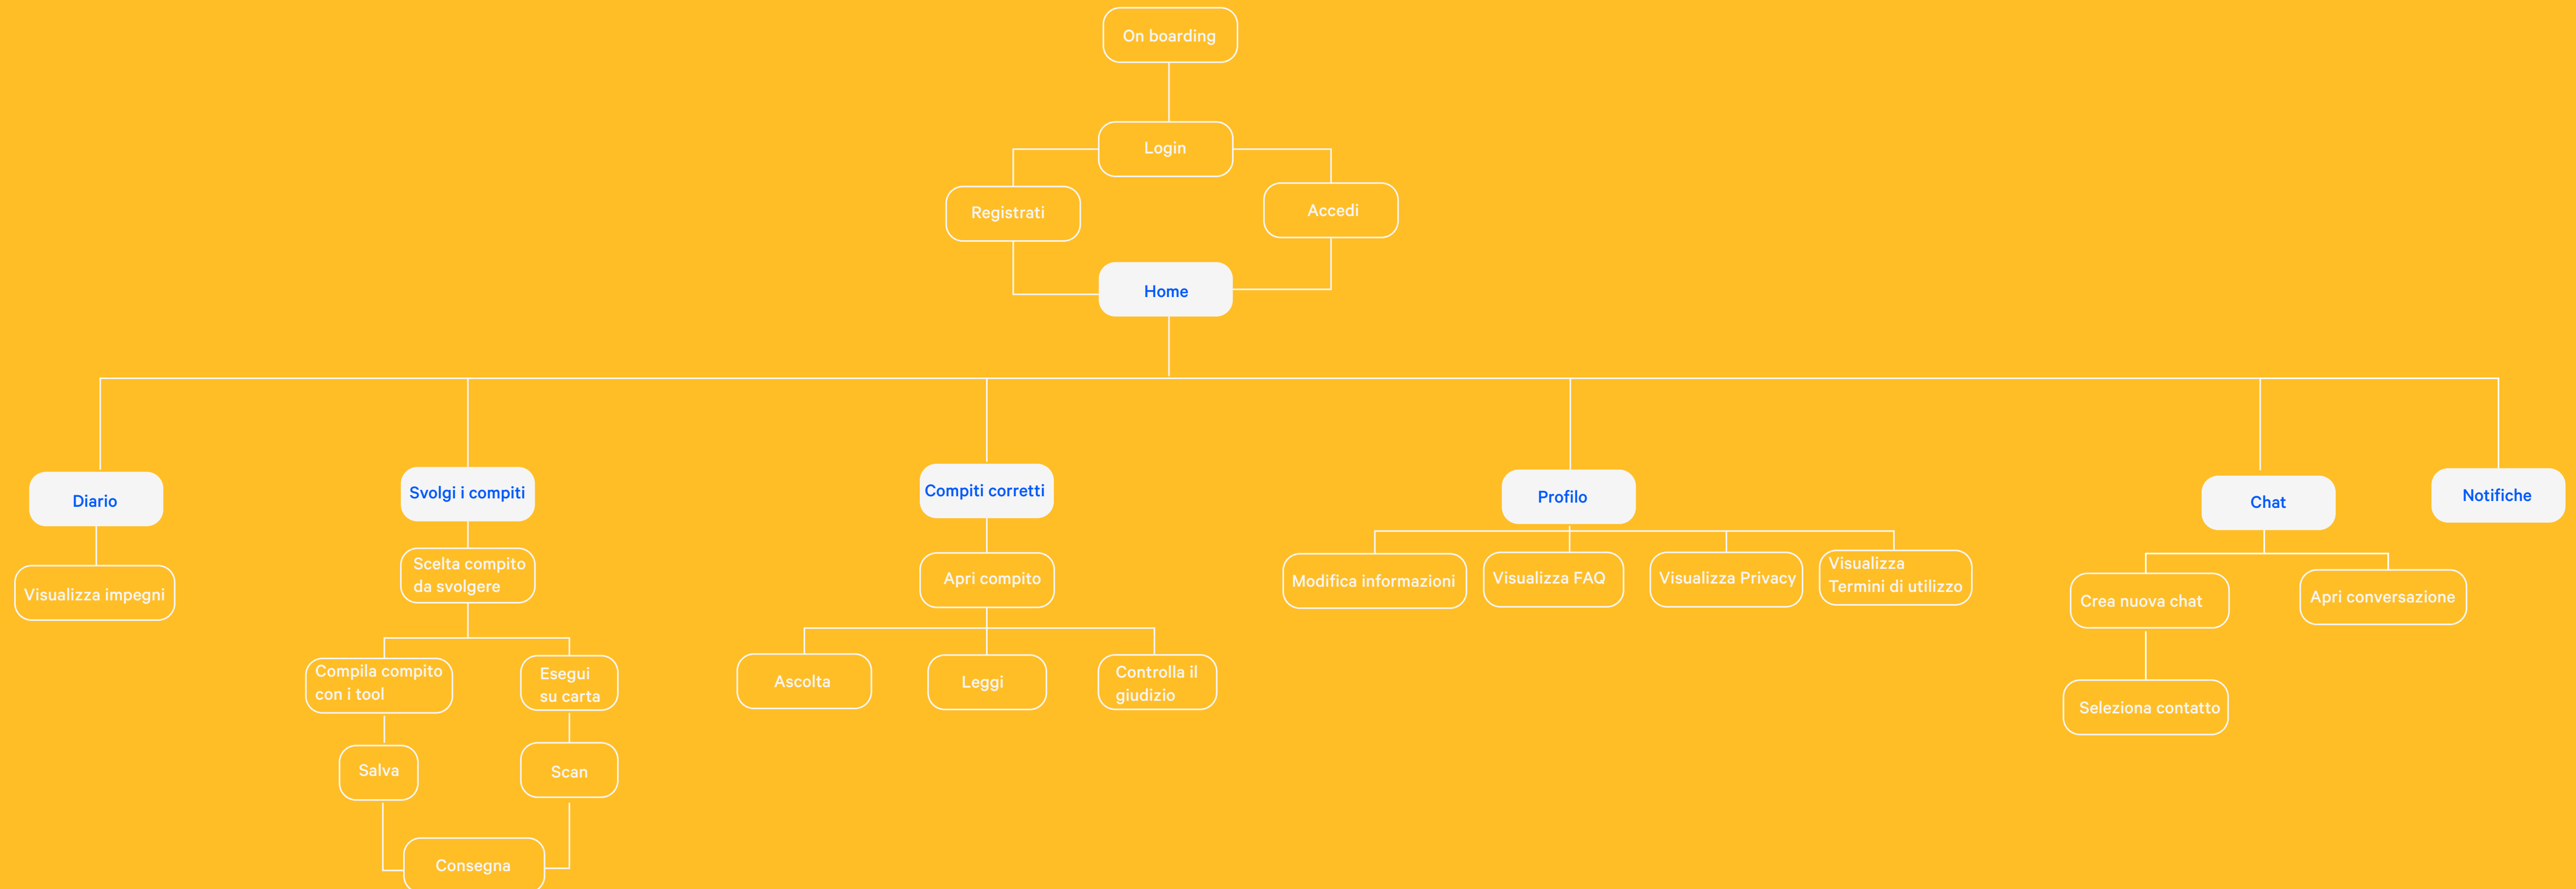 On boarding
Login
Registrati
Accedi
Home
Diario
Svolgi i compiti
Compiti corretti
Profilo
Chat
Notifiche
Visualizza impegni
Scelta compito
da svolgere
Apri compito
Modifica informazioni
Visualizza FAQ
Visualizza Privacy
Visualizza
Termini di utilizzo
Crea nuova chat
Apri conversazione
Compila compito
con i tool
Esegui
su carta
Ascolta
Leggi
Controlla il
giudizio
Seleziona contatto
Salva
Scan
Consegna